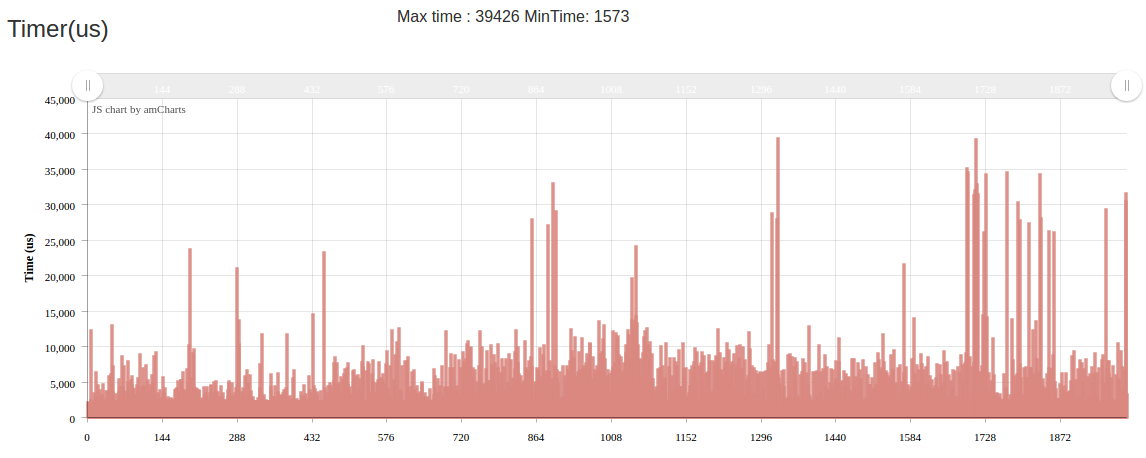 Max time : 39426 MinTime: 1573
Timer(us)
144 288 432 576 720 864 1008 1152 1296 1440 1584 1728 1872
JS chart by amCharts
45,000
40,000
35,000
30,000
25,000
20,000
15,000
10,000
5,000
0
Time (us)
0 144 288 432 576 720 864 1008 1152 1296 1440 1584 1728 1872